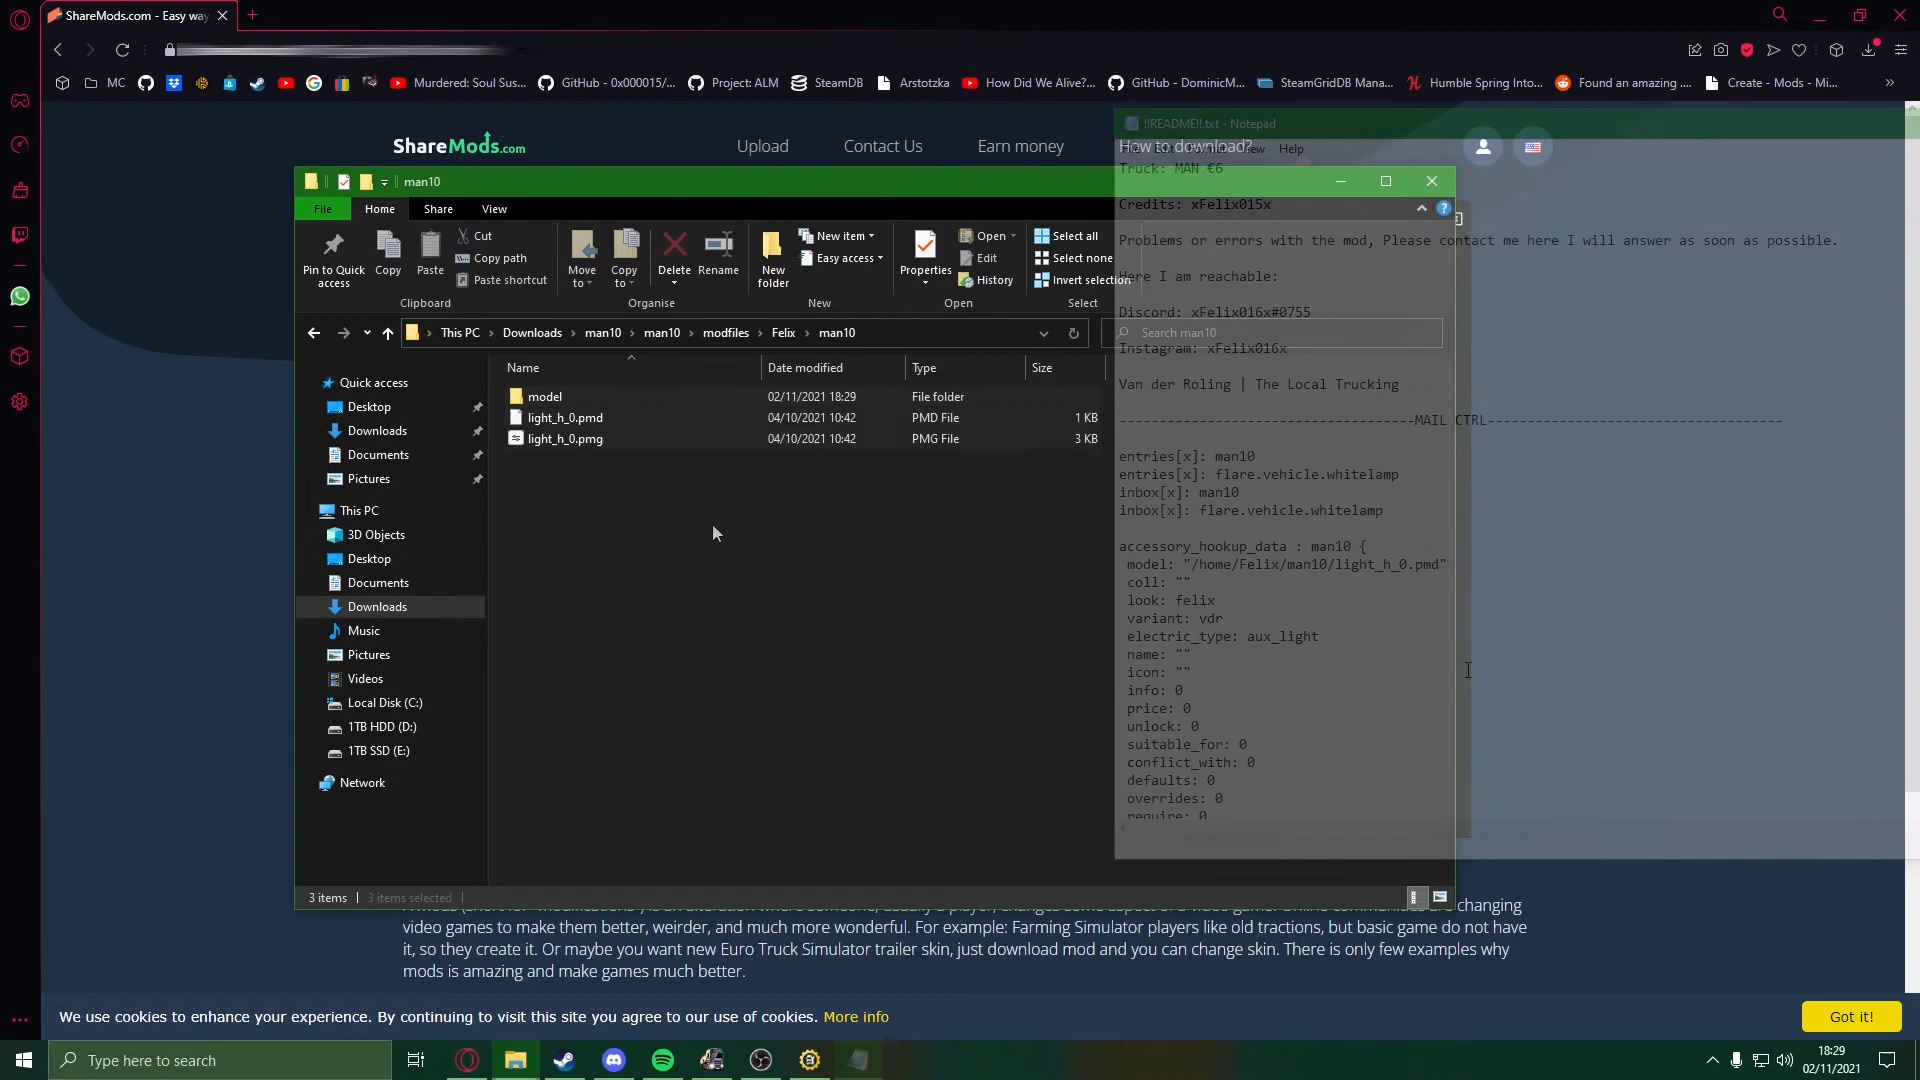 ShareMods.com - Easy way
MC
Murdered: Soul Sus...
GitHub - 0x000015/...
Project: ALM
SteamDB
Arstotzka
How Did We Alive?...
GitHub - DominicM...
SteamGridDB Mana...
Humble Spring Into...
Found an amazing ....
Create - Mods - Mi...
ShareMods.com
Upload
Contact Us
Earn money
How to download?
!!README!!.txt - Notepad
Help
man10
File
Home
Share
View
Pin to Quick access
Copy
Paste
Cut
Copy path
Paste shortcut
Clipboard
Move to
Copy to
Delete
Rename
Organise
New folder
New item
Easy access
New
Properties
Open
Edit
History
Open
Select all
Select none
Invert selection
Select
This PC
Downloads
man10
man10
modfiles
Felix
man10
Search man10
Name
Date modified
Type
Size
model 02/11/2021 18:29 File folder
light_h_0.pmd 04/10/2021 10:42 PMD File 1 KB
light_h_0.pmg 04/10/2021 10:42 PMG File 3 KB
Quick access
Desktop
Downloads
Documents
Pictures
This PC
3D Objects
Desktop
Documents
Downloads
Music
Pictures
Videos
Local Disk (C:)
1TB HDD (D:)
1TB SSD (E:)
Network
3 items
3 items selected
Truck: MAN €6
Credits: xFelix015x
Problems or errors with the mod, Please contact me here I will answer as soon as possible.
Here I am reachable:
Discord: xFelix016x#0755
Instagram: xFelix016x
Van der Roling | The Local Trucking
-------------------------------------MAIL CTRL-------------------------------------
entries[x]: man10
entries[x]: flare.vehicle.whitelamp
inbox[x]: man10
inbox[x]: flare.vehicle.whitelamp
accessory_hookup_data : man10 {
model: "/home/Felix/man10/light_h_0.pmd"
coll: ""
look: felix
variant: vdr
electric_type: aux_light
name: ""
icon: ""
info: 0
price: 0
unlock: 0
suitable_for: 0
conflict_with: 0
defaults: 0
overrides: 0
require: 0
changing
video games to make them better, weirder, and much more wonderful. For example: Farming Simulator players like old tractions, but basic game do not have
it, so they create it. Or maybe you want new Euro Truck Simulator trailer skin, just download mod and you can change skin. There is only few examples why
mods is amazing and make games much better.
We use cookies to enhance your experience. By continuing to visit this site you agree to our use of cookies. More info
Got it!
Type here to search
18:29
02/11/2021